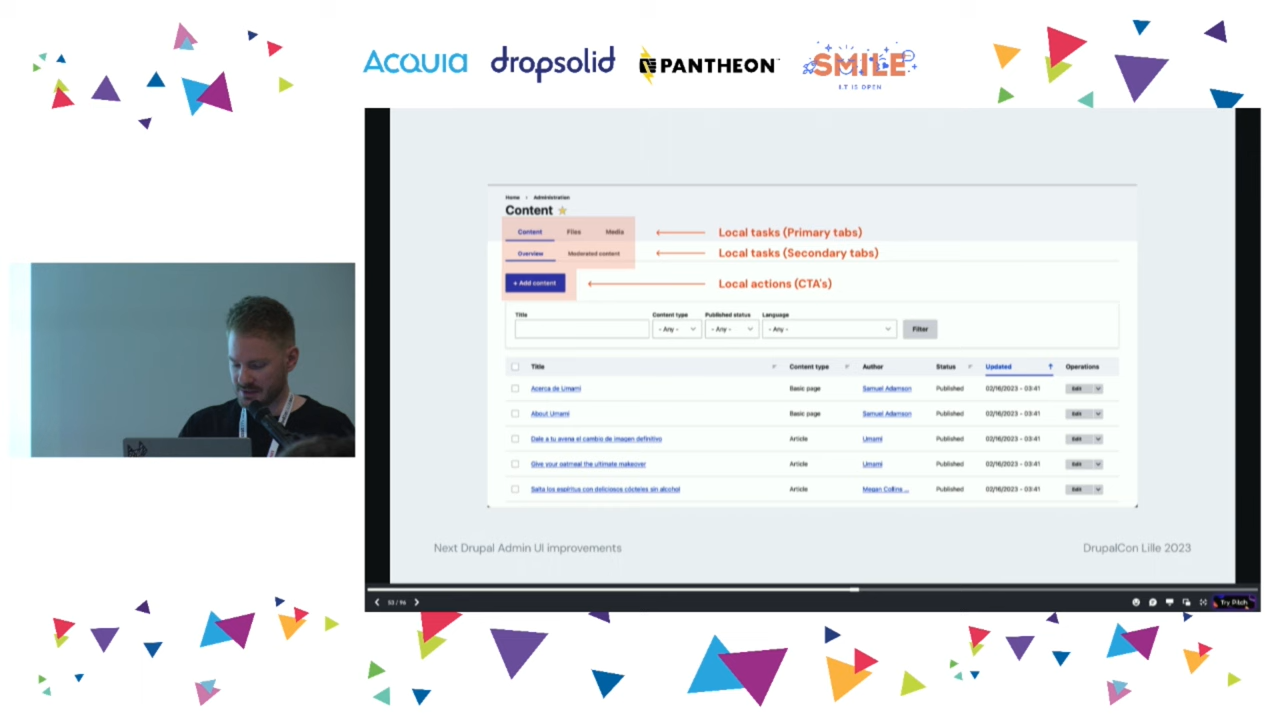 ACQUIA dropsolid PANTHEON SMILE
I.T IS OPEN
Home › Administration
Content
Content Files Media
Local tasks (Primary tabs)
Overview Moderated content
Local tasks (Secondary tabs)
+ Add content
Local actions (CTA's)
Title Content type Published status Language
- Any - - Any - - Any - Filter
Title Content type Author Status Updated Operations
Acerca de Umami Basic page Samuel Adamson Published 02/16/2023 - 03:41 Edit
About Umami Basic page Samuel Adamson Published 02/16/2023 - 03:41 Edit
Dale a tu avena el cambio de imagen definitivo Article Umami Published 02/16/2023 - 03:41 Edit
Give your oatmeal the ultimate makeover Article Umami Published 02/16/2023 - 03:41 Edit
Salta los espíritus con deliciosos cócteles sin alcohol Article Megan Collins ... Published 02/16/2023 - 03:41 Edit
Next Drupal Admin UI improvements DrupalCon Lille 2023
Try Pitch